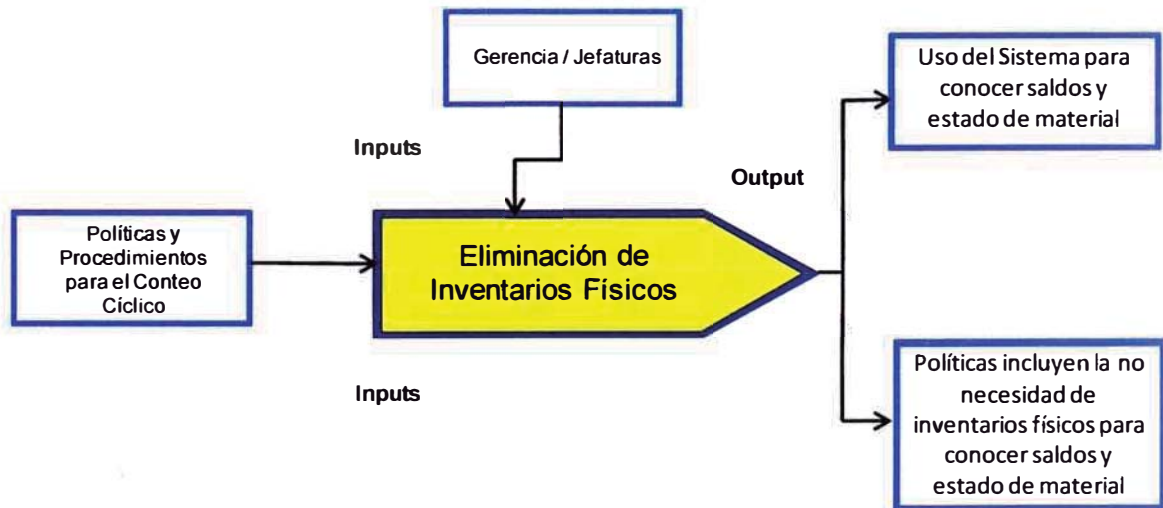 Gerencia / Jefaturas
Uso del Sistema para
conocer saldos y
estado de material
Inputs
Output
Políticas y
Procedimientos
para el Conteo
Cíclico
Eliminación de
Inventarios Físicos
Inputs
Políticas incluyen la no
necesidad de
inventarios físicos para
conocer saldos y
estado de material